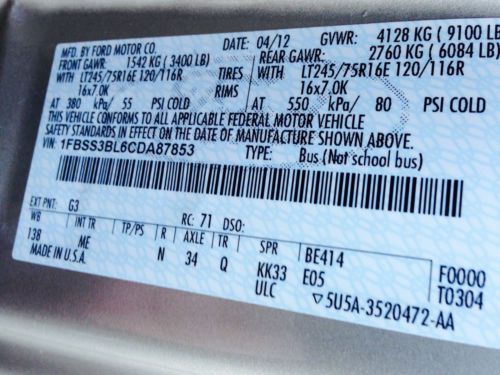 MFD. BY FORD MOTOR CO. DATE: 04/12 GVWR: 4128 KG ( 9100 LB)
FRONT GAWR: 1542 KG ( 3400 LB) REAR GAWR: 2760 KG ( 6084 LB)
WITH LT245/75R16E 120/116R TIRES WITH LT245/75R16E 120/116R
16x7.0K RIMS 16x7.0K
AT 380 kPa/ 55 PSI COLD AT 550 kPa/ 80 PSI COLD
THIS VEHICLE CONFORMS TO ALL APPLICABLE FEDERAL MOTOR VEHICLE
SAFETY STANDARDS IN EFFECT ON THE DATE OF MANUFACTURE SHOWN ABOVE.
VIN: 1FBSS3BL6CDA87853 TYPE: Bus (Not school bus)
EXT PNT: G3 RC: 71 DSO:
WB INT TR TP/PS R AXLE TR SPR BE414 F0000
138 ME N 34 Q KK33 E05 T0304
MADE IN U.S.A. ULC ▽5U5A-3520472-AA